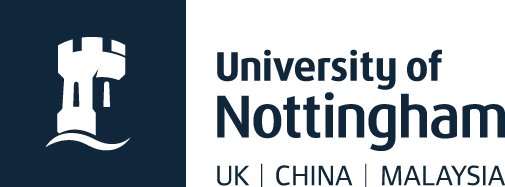 University of
Nottingham
UK | CHINA | MALAYSIA